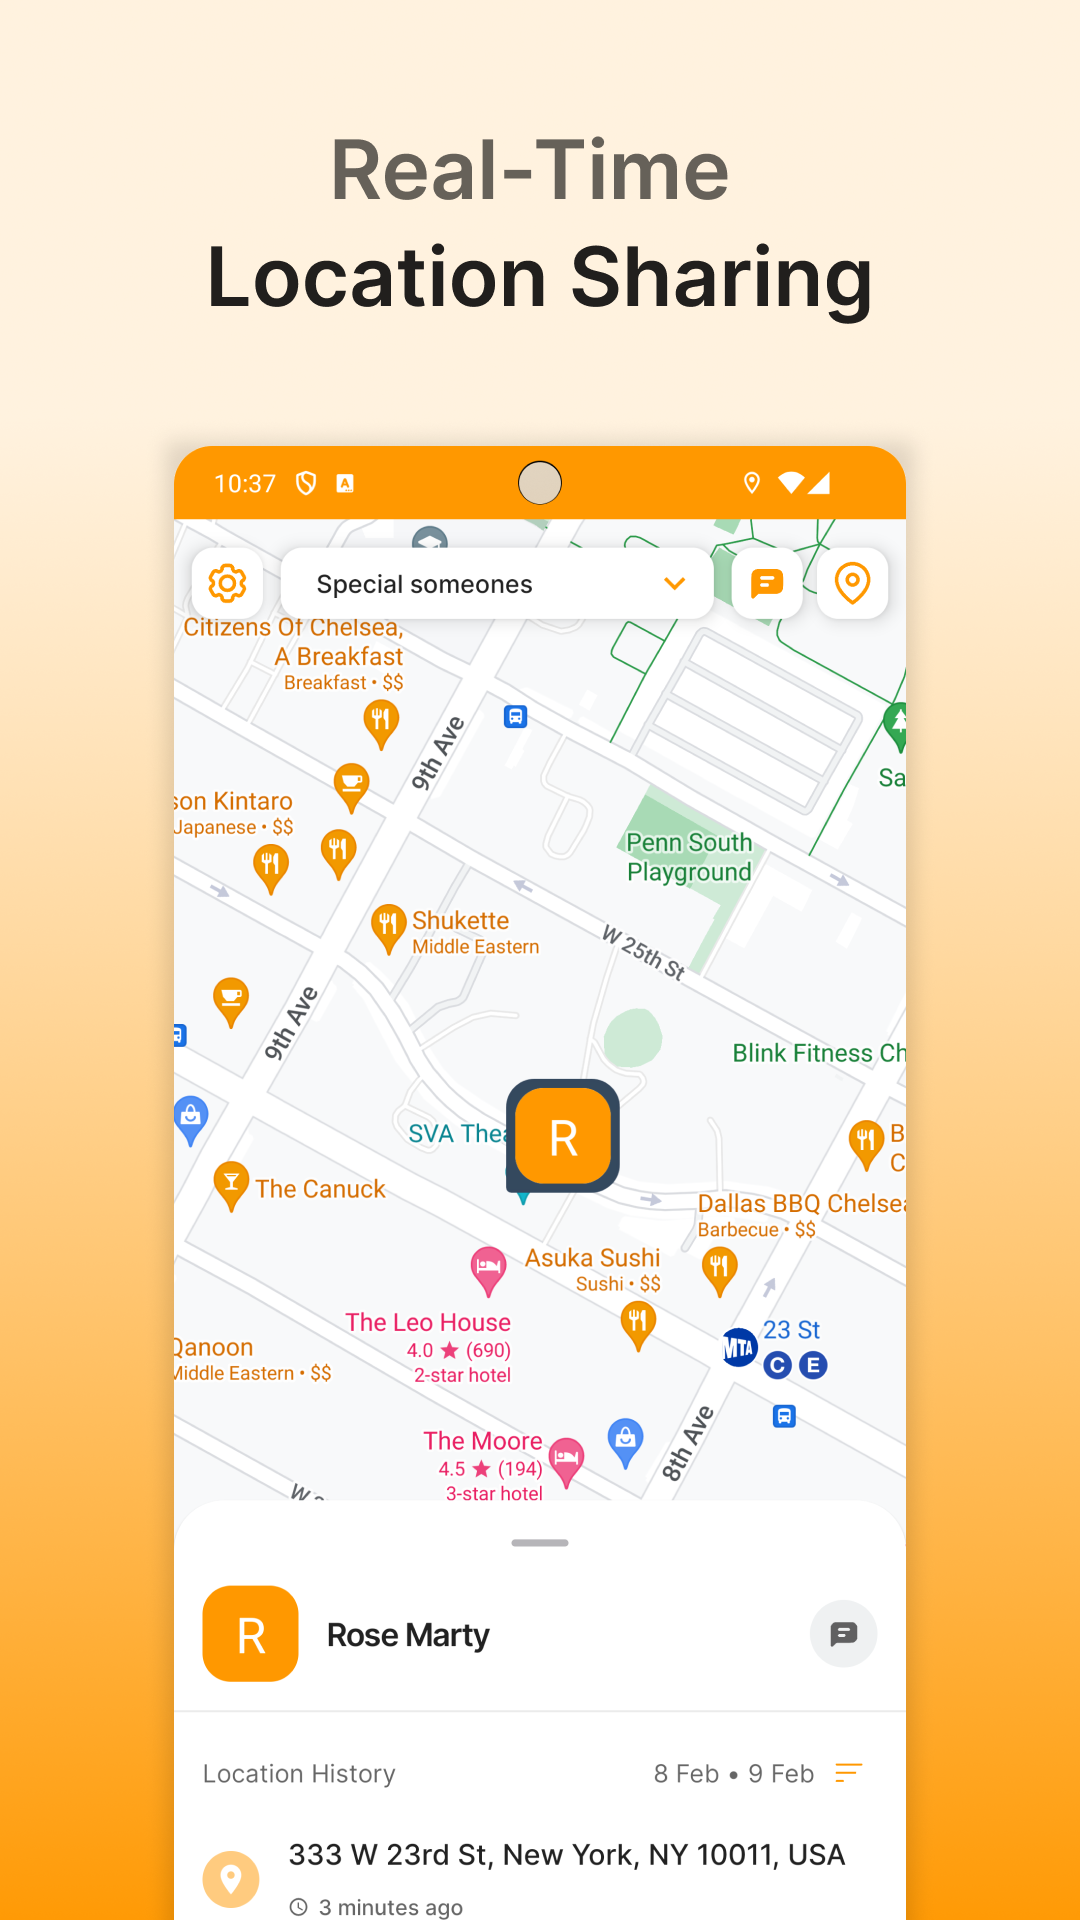 Real-Time
Location Sharing
10:37
A
Special someones
Citizens Of Chelsea,
A Breakfast
Breakfast • $$
9th Ave
son Kintaro
Japanese • $$
Sa
Penn South
Playground
Shukette
Middle Eastern
W 25th St
9th Ave
Blink Fitness Ch
SVA Thea
R
B
C
The Canuck
Dallas BBQ Chelsea
Barbecue • $$
Asuka Sushi
Sushi • $$
The Leo House
4.0 ★ (690)
2-star hotel
23 St
MTA
C E
Qanoon
Middle Eastern • $$
8th Ave
The Moore
4.5 ★ (194)
3-star hotel
R
Rose Marty
Location History
8 Feb • 9 Feb
333 W 23rd St, New York, NY 10011, USA
3 minutes ago